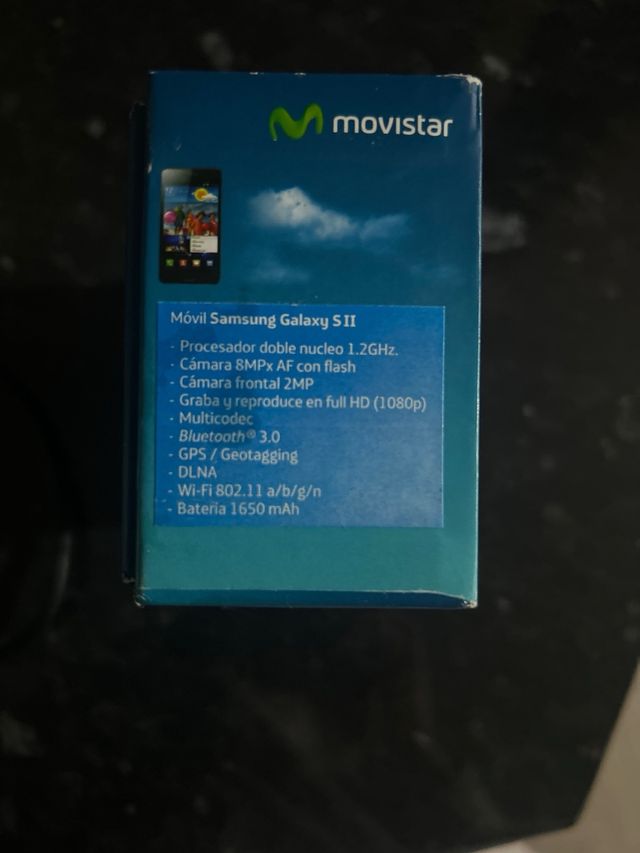 movistar
Móvil Samsung Galaxy S II
- Procesador doble nucleo 1.2GHz.
- Cámara 8MPx AF con flash
- Cámara frontal 2MP
- Graba y reproduce en full HD (1080p)
- Multicodec
- Bluetooth® 3.0
- GPS / Geotagging
- DLNA
- Wi-Fi 802.11 a/b/g/n
- Batería 1650 mAh